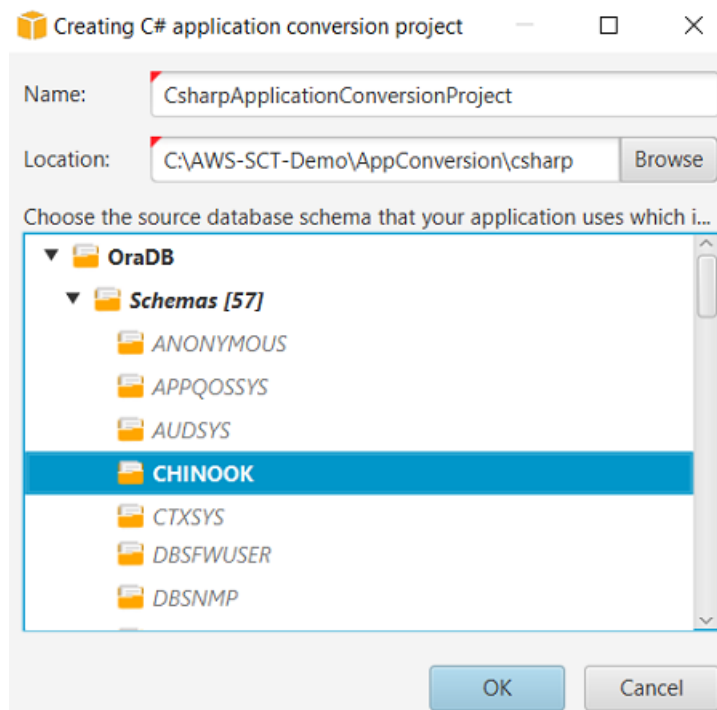 Creating C# application conversion project
Name: CsharpApplicationConversionProject
Location: C:\AWS-SCT-Demo\AppConversion\csharp Browse
Choose the source database schema that your application uses which i...
OraDB
Schemas [57]
ANONYMOUS
APPQOSSYS
AUDSYS
CHINOOK
CTXSYS
DBSFWUSER
DBSNMP
OK Cancel